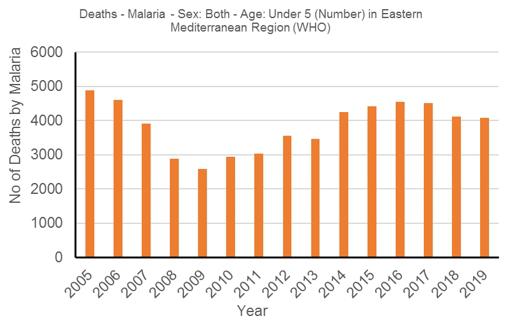 Deaths - Malaria - Sex: Both - Age: Under 5 (Number) in Eastern
Mediterranean Region (WHO)
No of Deaths by Malaria
6000
5000
4000
3000
2000
1000
0
2005 2006 2007 2008 2009 2010 2011 2012 2013 2014 2015 2016 2017 2018 2019
Year